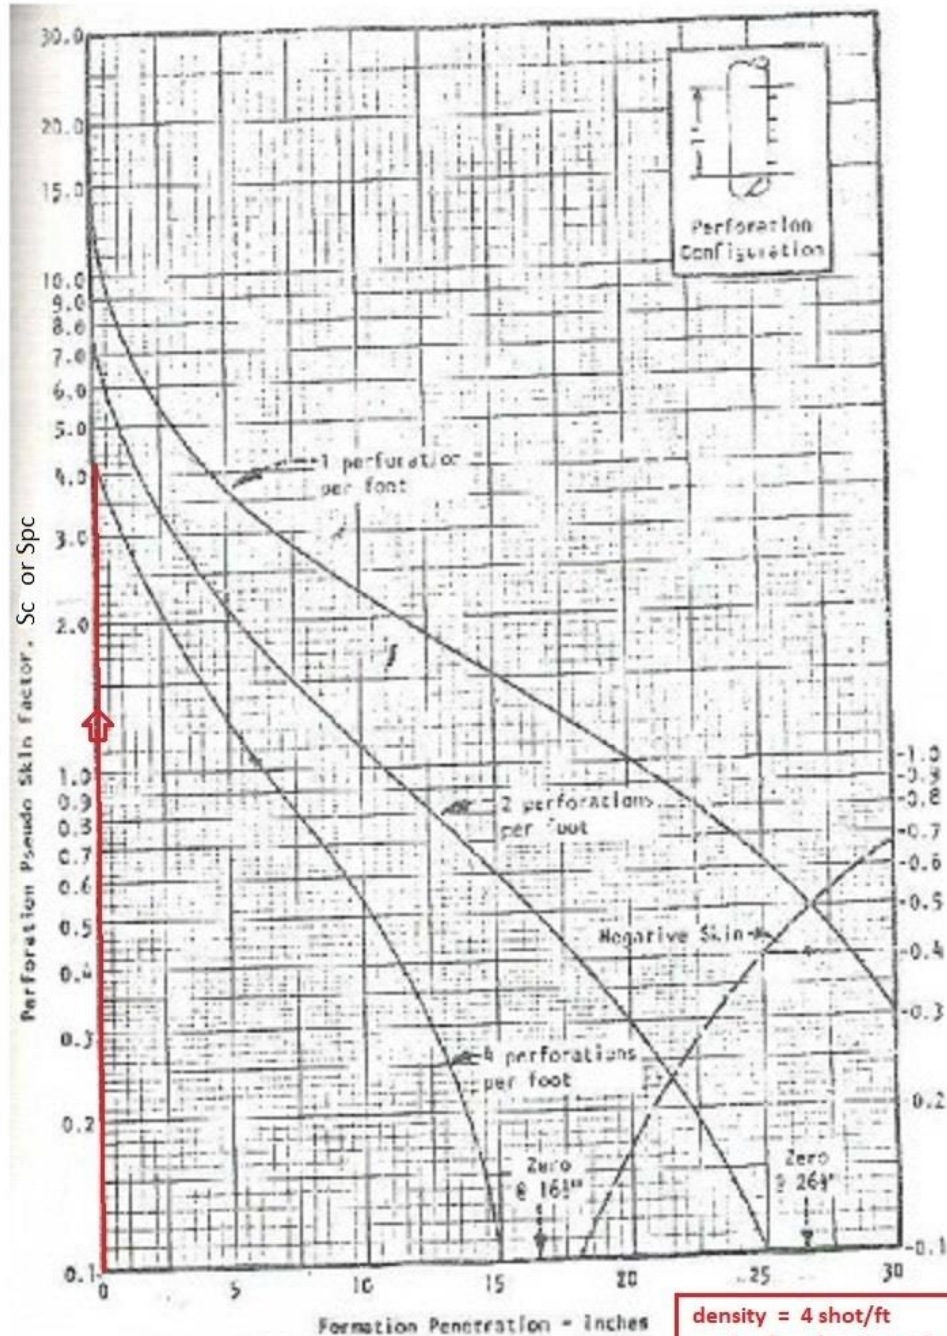 30.0
20.0
15.0
10.0
9.0
8.0
7.0
6.0
5.0
4.0
3.0
2.0
1.0
0.9
0.8
0.7
0.6
0.5
0.4
0.3
0.2
0.1
Perforation Pseudo Skin Factor, Sc or Spc
Perforation
Configuration
1 perforation
per foot
2 perforations
per foot
4 perforations
per foot
Negative Skin
Zero
@ 16½"
Zero
@ 26½"
-1.0
-0.9
-0.8
-0.7
-0.6
-0.5
-0.4
-0.3
-0.2
-0.1
0
5
10
15
20
25
30
Formation Penetration - Inches
density = 4 shot/ft